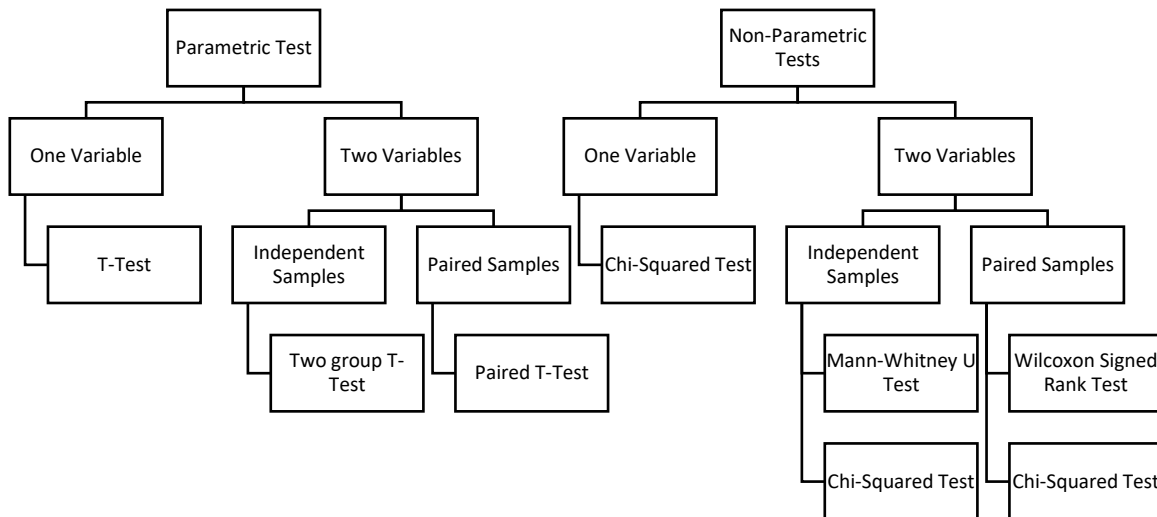 Parametric Test
Non-Parametric
Tests
One Variable
Two Variables
One Variable
Two Variables
T-Test
Independent
Samples
Paired Samples
Chi-Squared Test
Independent
Samples
Paired Samples
Two group T-
Test
Paired T-Test
Mann-Whitney U
Test
Wilcoxon Signed
Rank Test
Chi-Squared Test
Chi-Squared Test